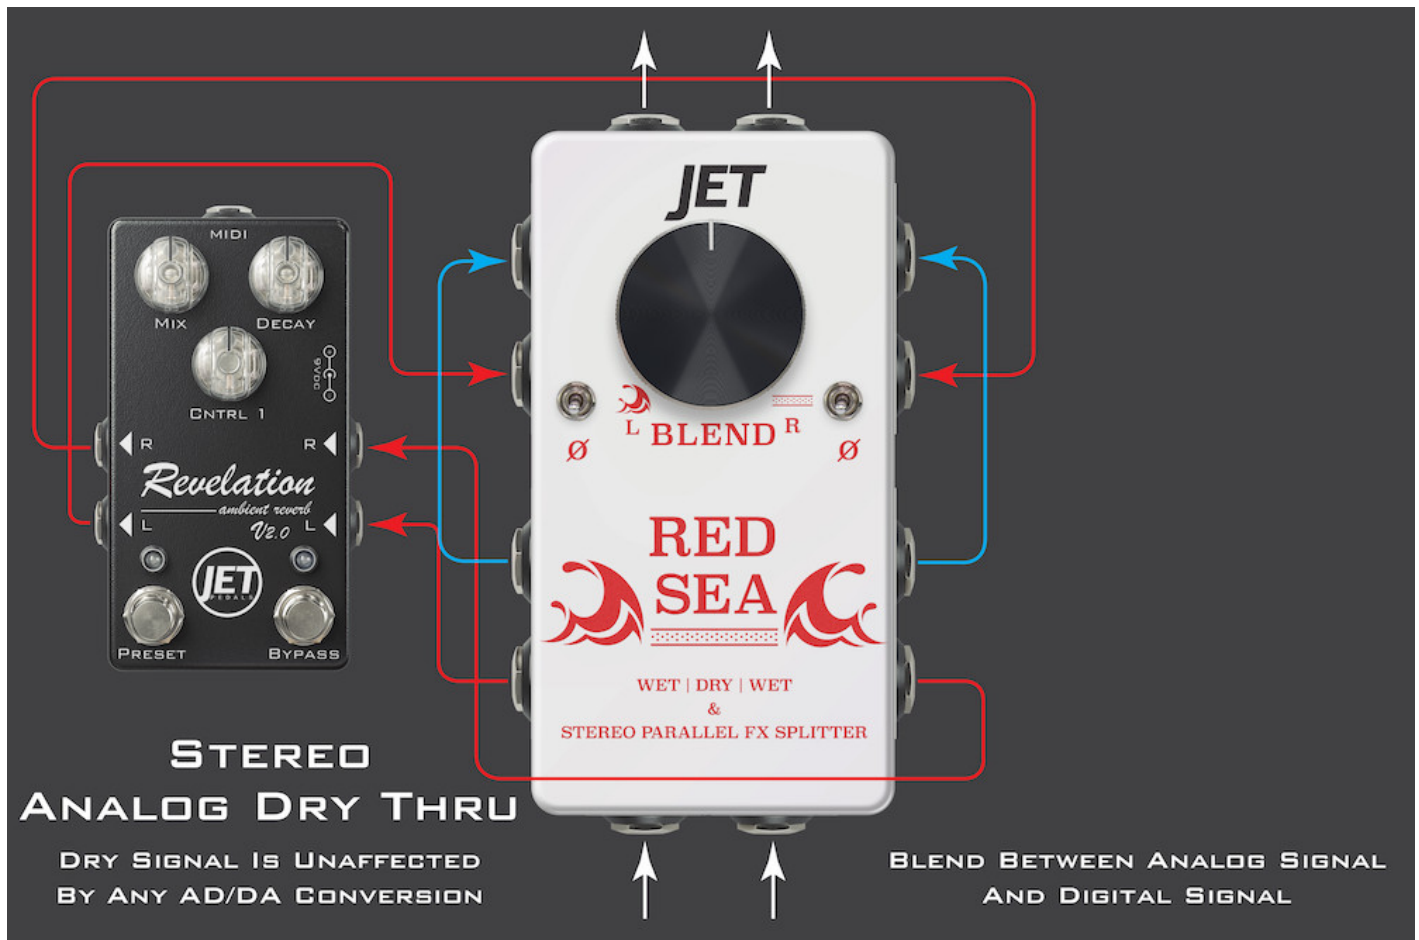 JET
MIDI
MIX
DECAY
9VDC
CNTRL 1
R
R
Revelation
ambient reverb
V2.0
L
L
JET
PEDALS
PRESET
BYPASS
L BLEND R
Ø
Ø
RED
SEA
WET | DRY | WET
&
STEREO PARALLEL FX SPLITTER
STEREO
ANALOG DRY THRU
DRY SIGNAL IS UNAFFECTED
BY ANY AD/DA CONVERSION
BLEND BETWEEN ANALOG SIGNAL
AND DIGITAL SIGNAL